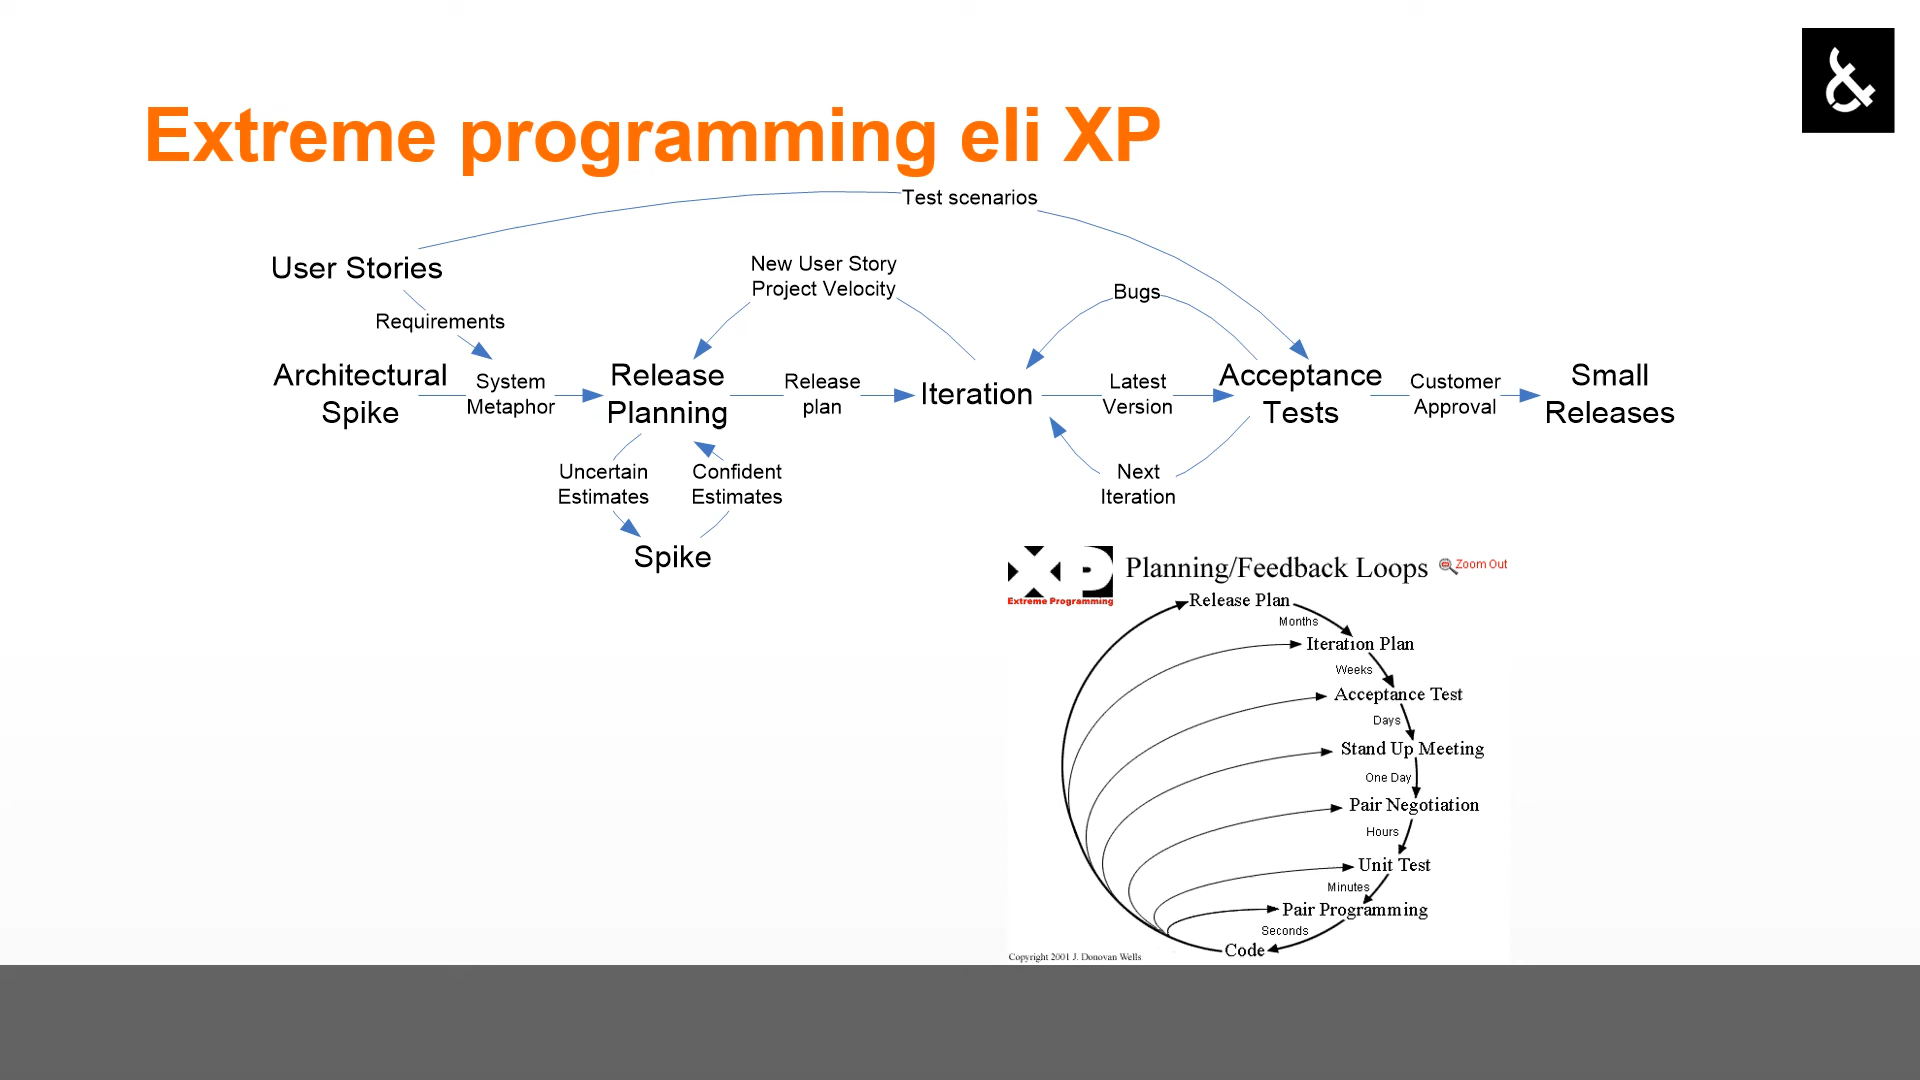 &
Extreme programming eli XP
Test scenarios
User Stories
New User Story
Project Velocity
Bugs
Requirements
Architectural
Spike
System
Metaphor
Release
Planning
Release
plan
Iteration
Latest
Version
Acceptance
Tests
Customer
Approval
Small
Releases
Uncertain
Estimates
Confident
Estimates
Next
Iteration
Spike
XP
Extreme Programming
Planning/Feedback Loops
Zoom Out
Release Plan
Months
Iteration Plan
Weeks
Acceptance Test
Days
Stand Up Meeting
One Day
Pair Negotiation
Hours
Unit Test
Minutes
Pair Programming
Seconds
Code
Copyright 2001 J. Donovan Wells